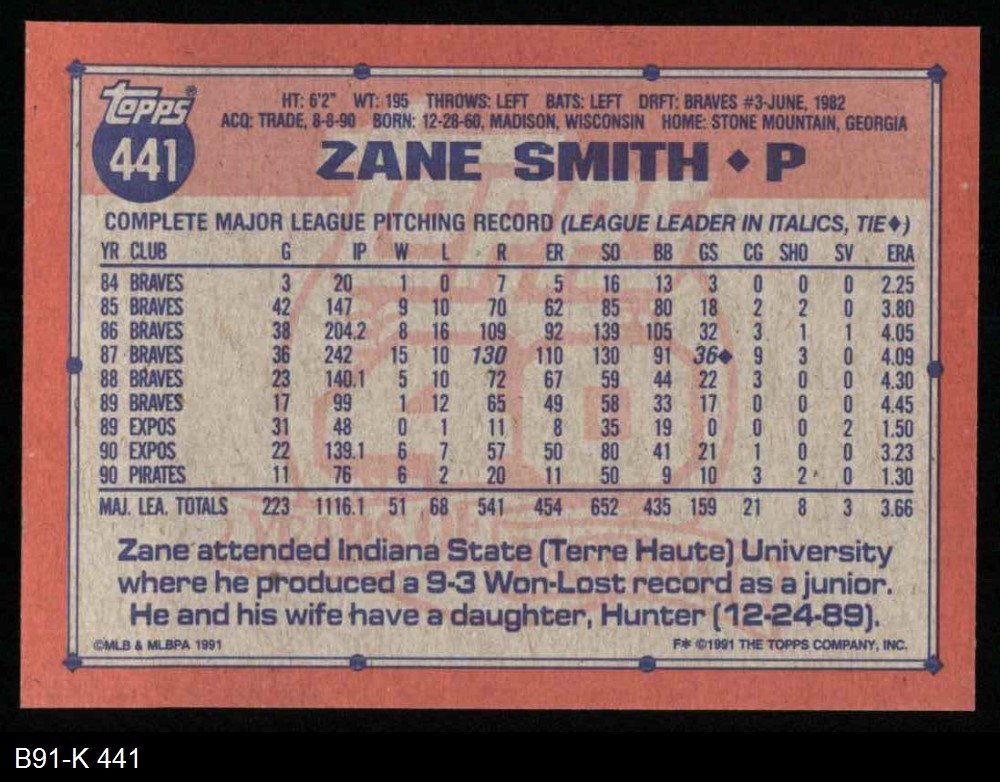 Topps®
441
HT: 6'2" WT: 195 THROWS: LEFT BATS: LEFT DRFT: BRAVES #3-JUNE, 1982
ACQ: TRADE, 8-8-90 BORN: 12-28-60, MADISON, WISCONSIN HOME: STONE MOUNTAIN, GEORGIA
ZANE SMITH ♦ P
COMPLETE MAJOR LEAGUE PITCHING RECORD (LEAGUE LEADER IN ITALICS, TIE♦)
YR CLUB G IP W L R ER SO BB GS CG SHO SV ERA
84 BRAVES 3 20 1 0 7 5 16 13 3 0 0 0 2.25
85 BRAVES 42 147 9 10 70 62 85 80 18 2 2 0 3.80
86 BRAVES 38 204.2 8 16 109 92 139 105 32 3 1 1 4.05
87 BRAVES 36 242 15 10 130 110 130 91 36♦ 9 3 0 4.09
88 BRAVES 23 140.1 5 10 72 67 59 44 22 3 0 0 4.30
89 BRAVES 17 99 1 12 65 49 58 33 17 0 0 0 4.45
89 EXPOS 31 48 0 1 11 8 35 19 0 0 0 2 1.50
90 EXPOS 22 139.1 6 7 57 50 80 41 21 1 0 0 3.23
90 PIRATES 11 76 6 2 20 11 50 9 10 3 2 0 1.30
MAJ. LEA. TOTALS 223 1116.1 51 68 541 454 652 435 159 21 8 3 3.66
Zane attended Indiana State (Terre Haute) University
where he produced a 9-3 Won-Lost record as a junior.
He and his wife have a daughter, Hunter (12-24-89).
©MLB & MLBPA 1991 F* ©1991 THE TOPPS COMPANY, INC.
B91-K 441